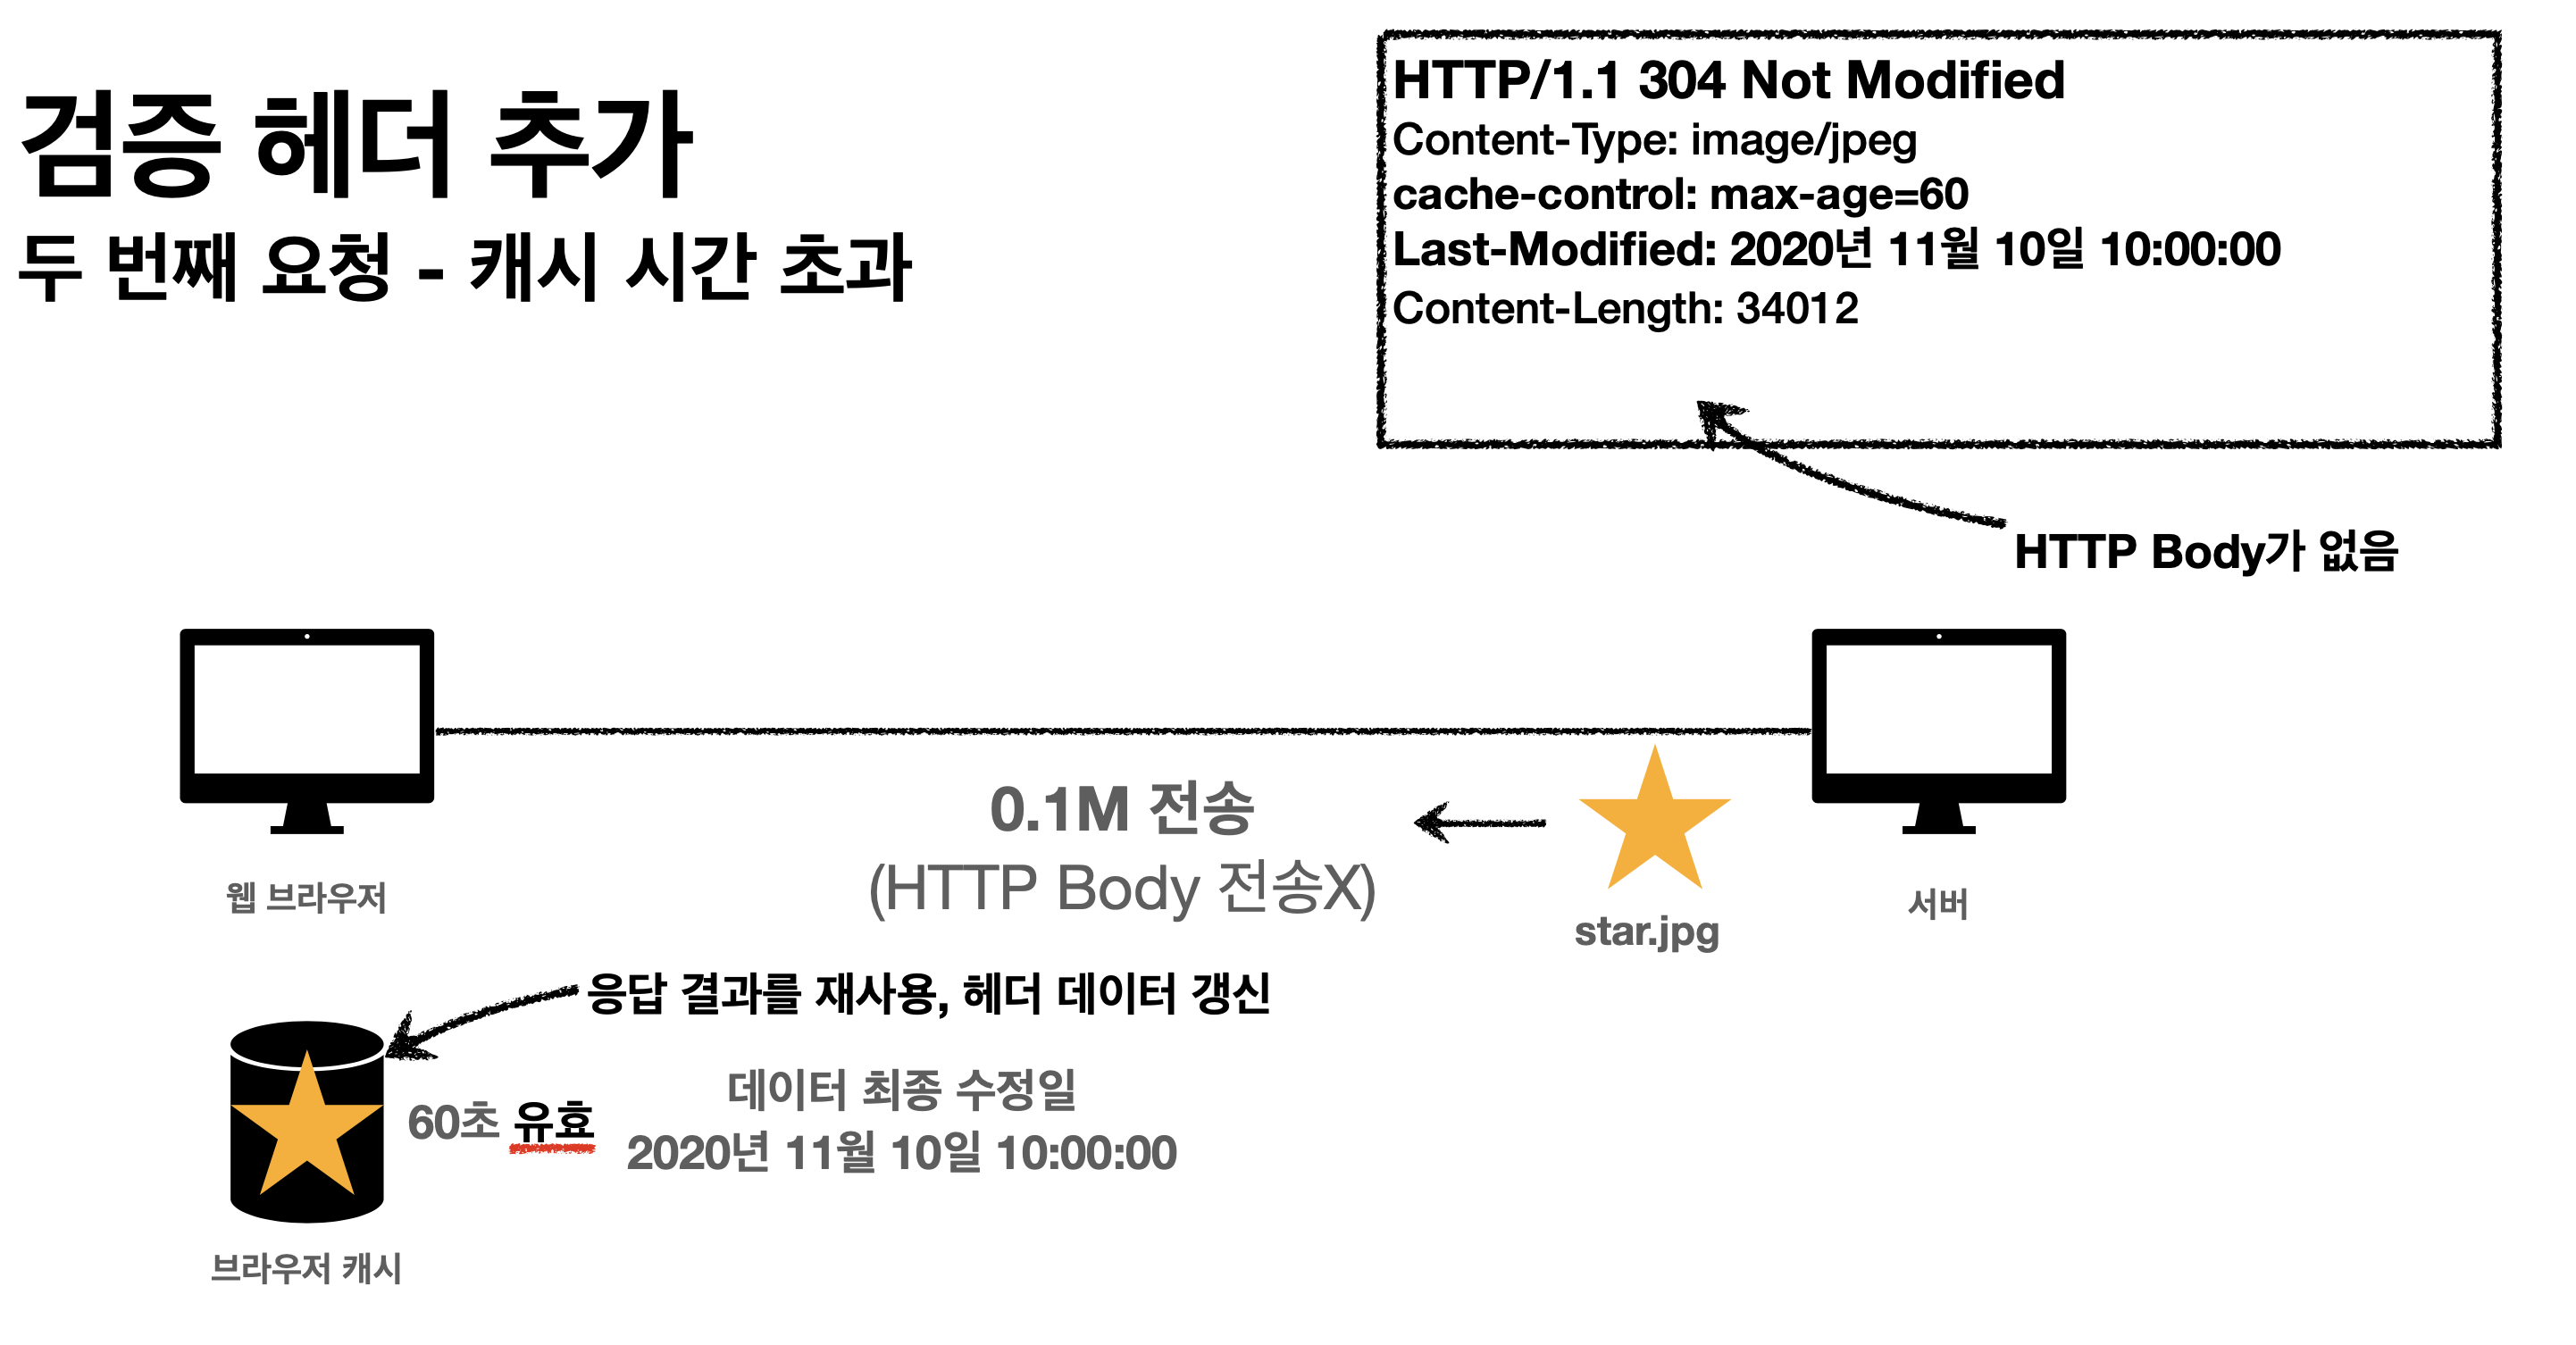 검증 헤더 추가
두 번째 요청 - 캐시 시간 초과
HTTP/1.1 304 Not Modified
Content-Type: image/jpeg
cache-control: max-age=60
Last-Modified: 2020년 11월 10일 10:00:00
Content-Length: 34012
HTTP Body가 없음
0.1M 전송
(HTTP Body 전송X)
웹 브라우저
star.jpg
서버
응답 결과를 재사용, 헤더 데이터 갱신
60초 유효
데이터 최종 수정일
2020년 11월 10일 10:00:00
브라우저 캐시